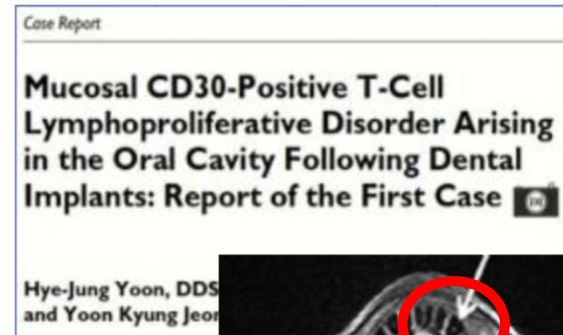 Case Report
Mucosal CD30-Positive T-Cell
Lymphoproliferative Disorder Arising
in the Oral Cavity Following Dental
Implants: Report of the First Case
Hye-Jung Yoon, DDS
and Yoon Kyung Jeon